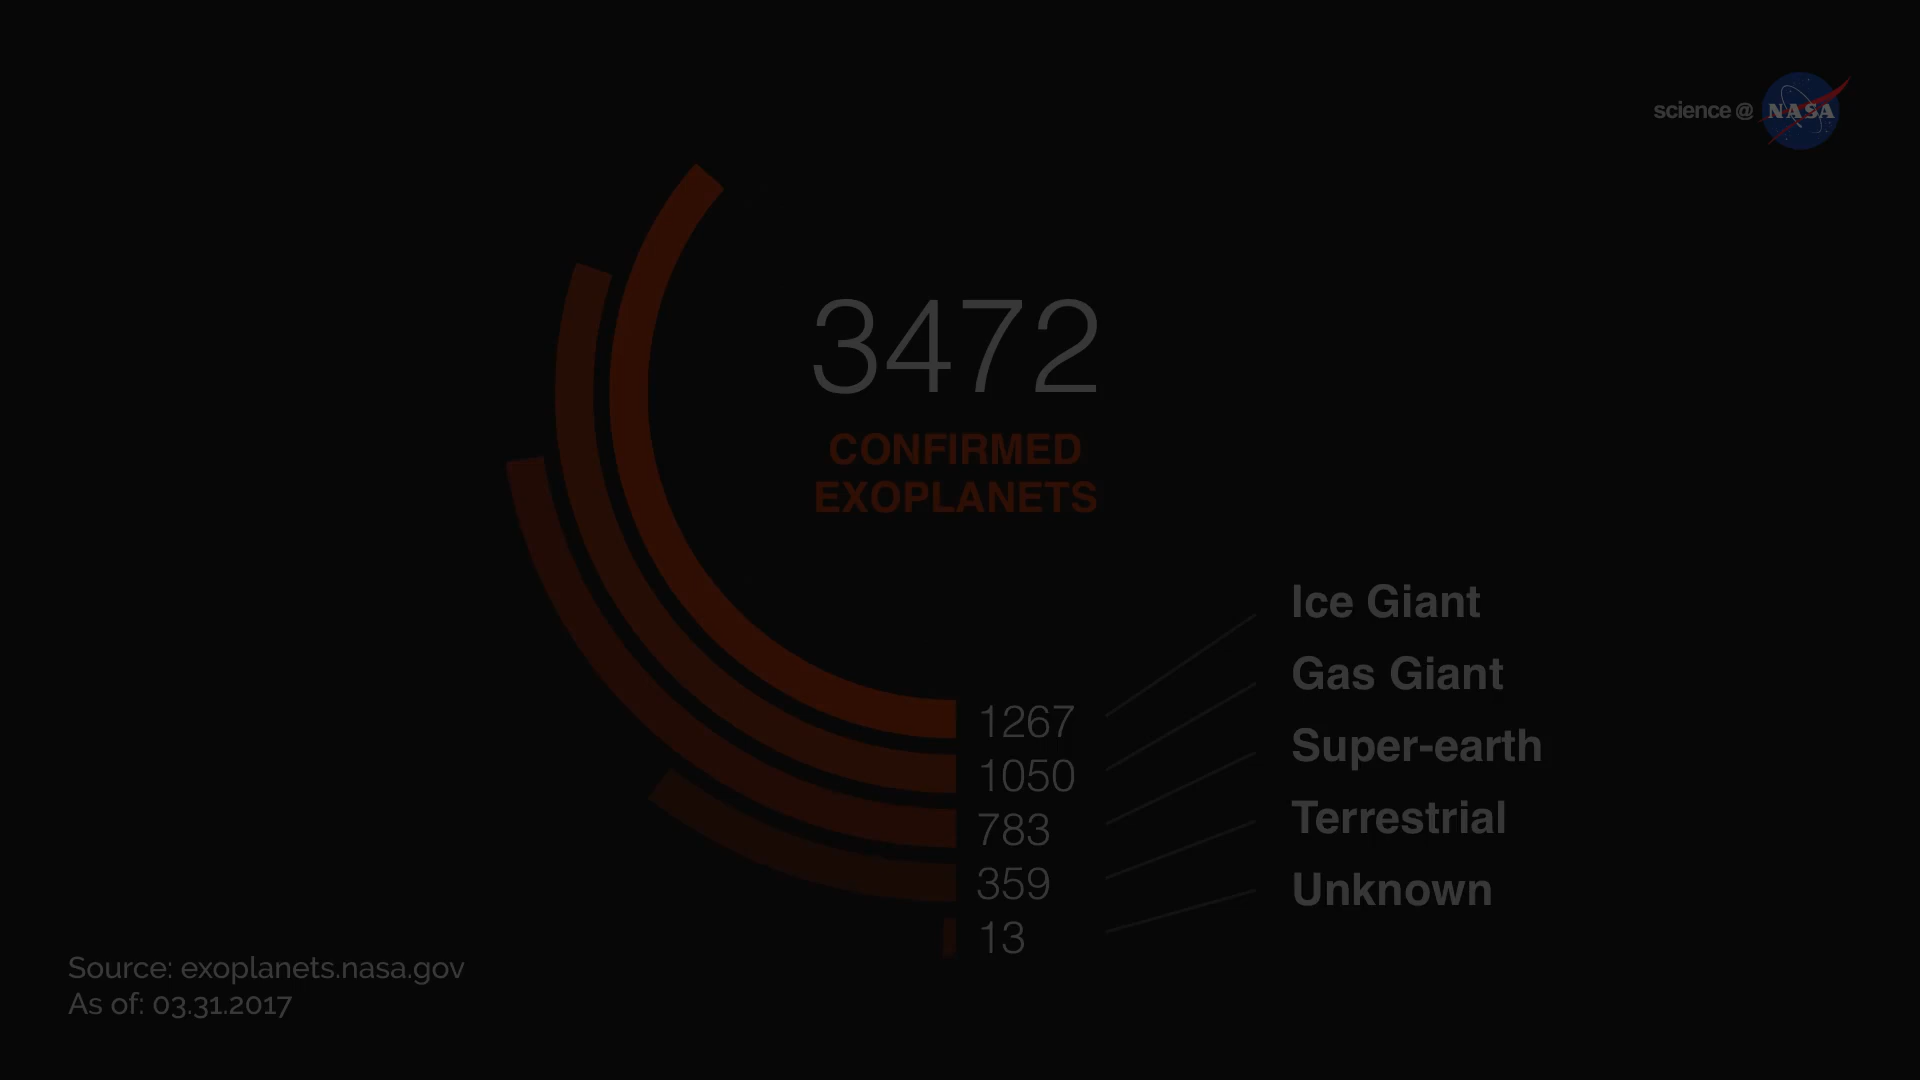 science @ NASA
3472
CONFIRMED
EXOPLANETS
1267 Ice Giant
1050 Gas Giant
783 Super-earth
359 Terrestrial
13 Unknown
Source: exoplanets.nasa.gov
As of: 03.31.2017